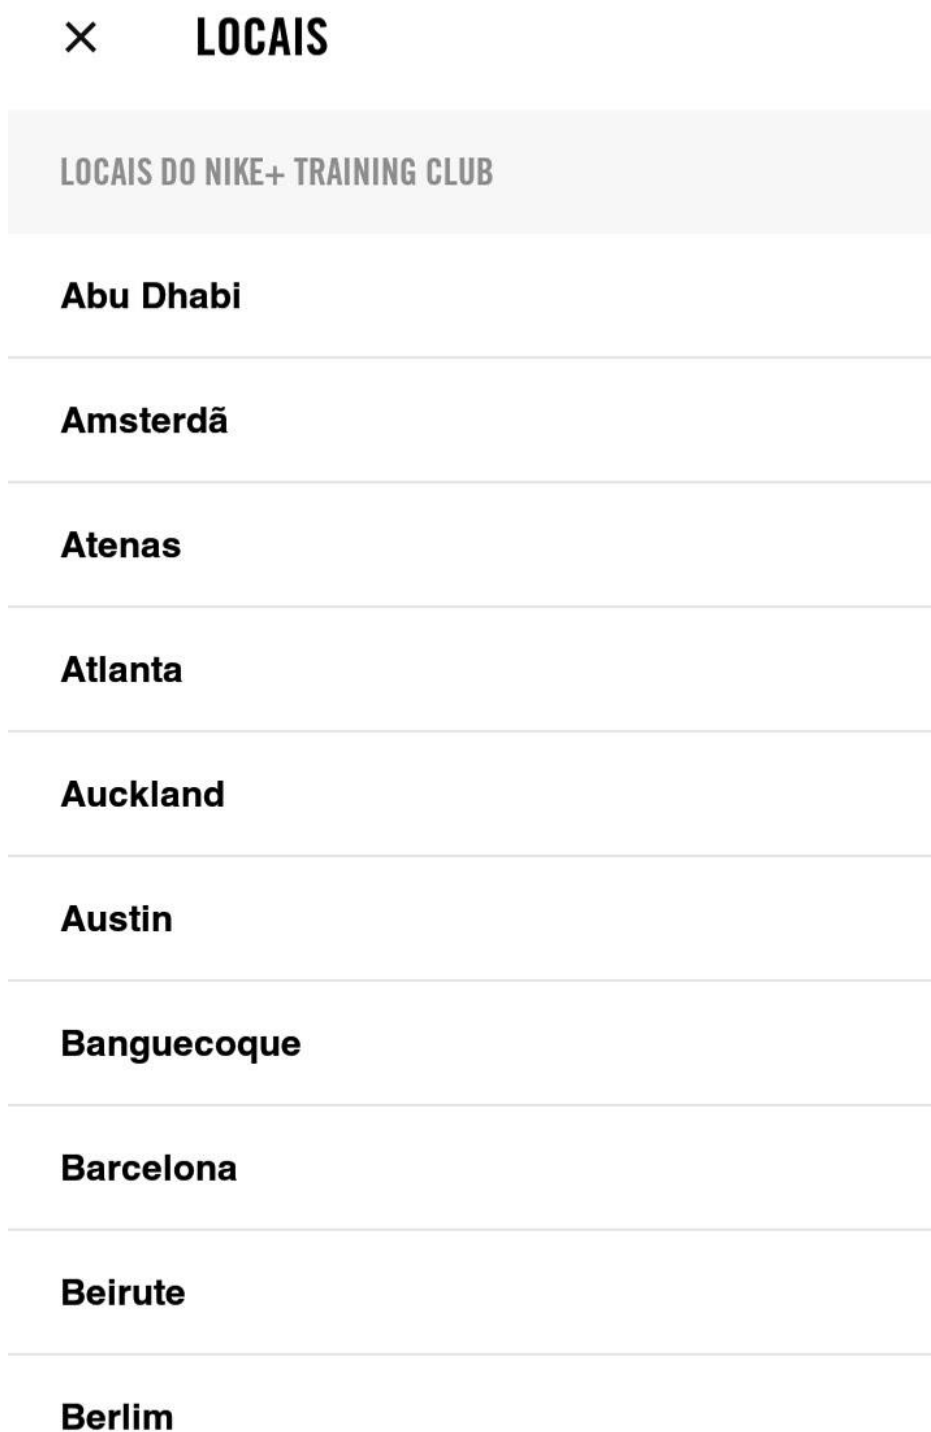 LOCAIS
LOCAIS DO NIKE+ TRAINING CLUB
Abu Dhabi
Amsterdã
Atenas
Atlanta
Auckland
Austin
Banguecoque
Barcelona
Beirute
Berlim